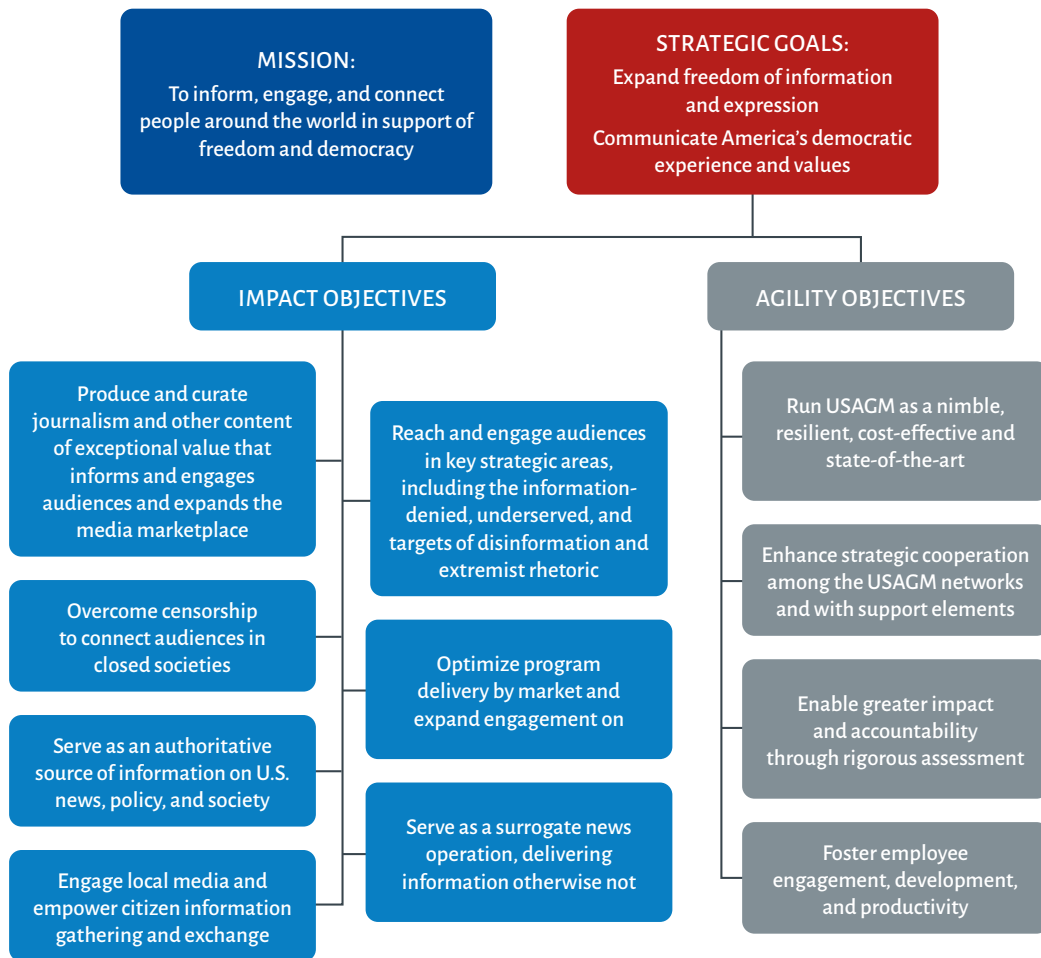 MISSION:
To inform, engage, and connect
people around the world in support of
freedom and democracy
STRATEGIC GOALS:
Expand freedom of information
and expression
Communicate America's democratic
experience and values
IMPACT OBJECTIVES
AGILITY OBJECTIVES
Produce and curate
journalism and other content
of exceptional value that
informs and engages
audiences and expands the
media marketplace
Reach and engage audiences
in key strategic areas,
including the information-
denied, underserved, and
targets of disinformation and
extremist rhetoric
Overcome censorship
to connect audiences in
closed societies
Optimize program
delivery by market and
expand engagement on
Serve as an authoritative
source of information on U.S.
news, policy, and society
Serve as a surrogate news
operation, delivering
information otherwise not
Engage local media and
empower citizen information
gathering and exchange
Run USAGM as a nimble,
resilient, cost-effective and
state-of-the-art
Enhance strategic cooperation
among the USAGM networks
and with support elements
Enable greater impact
and accountability
through rigorous assessment
Foster employee
engagement, development,
and productivity